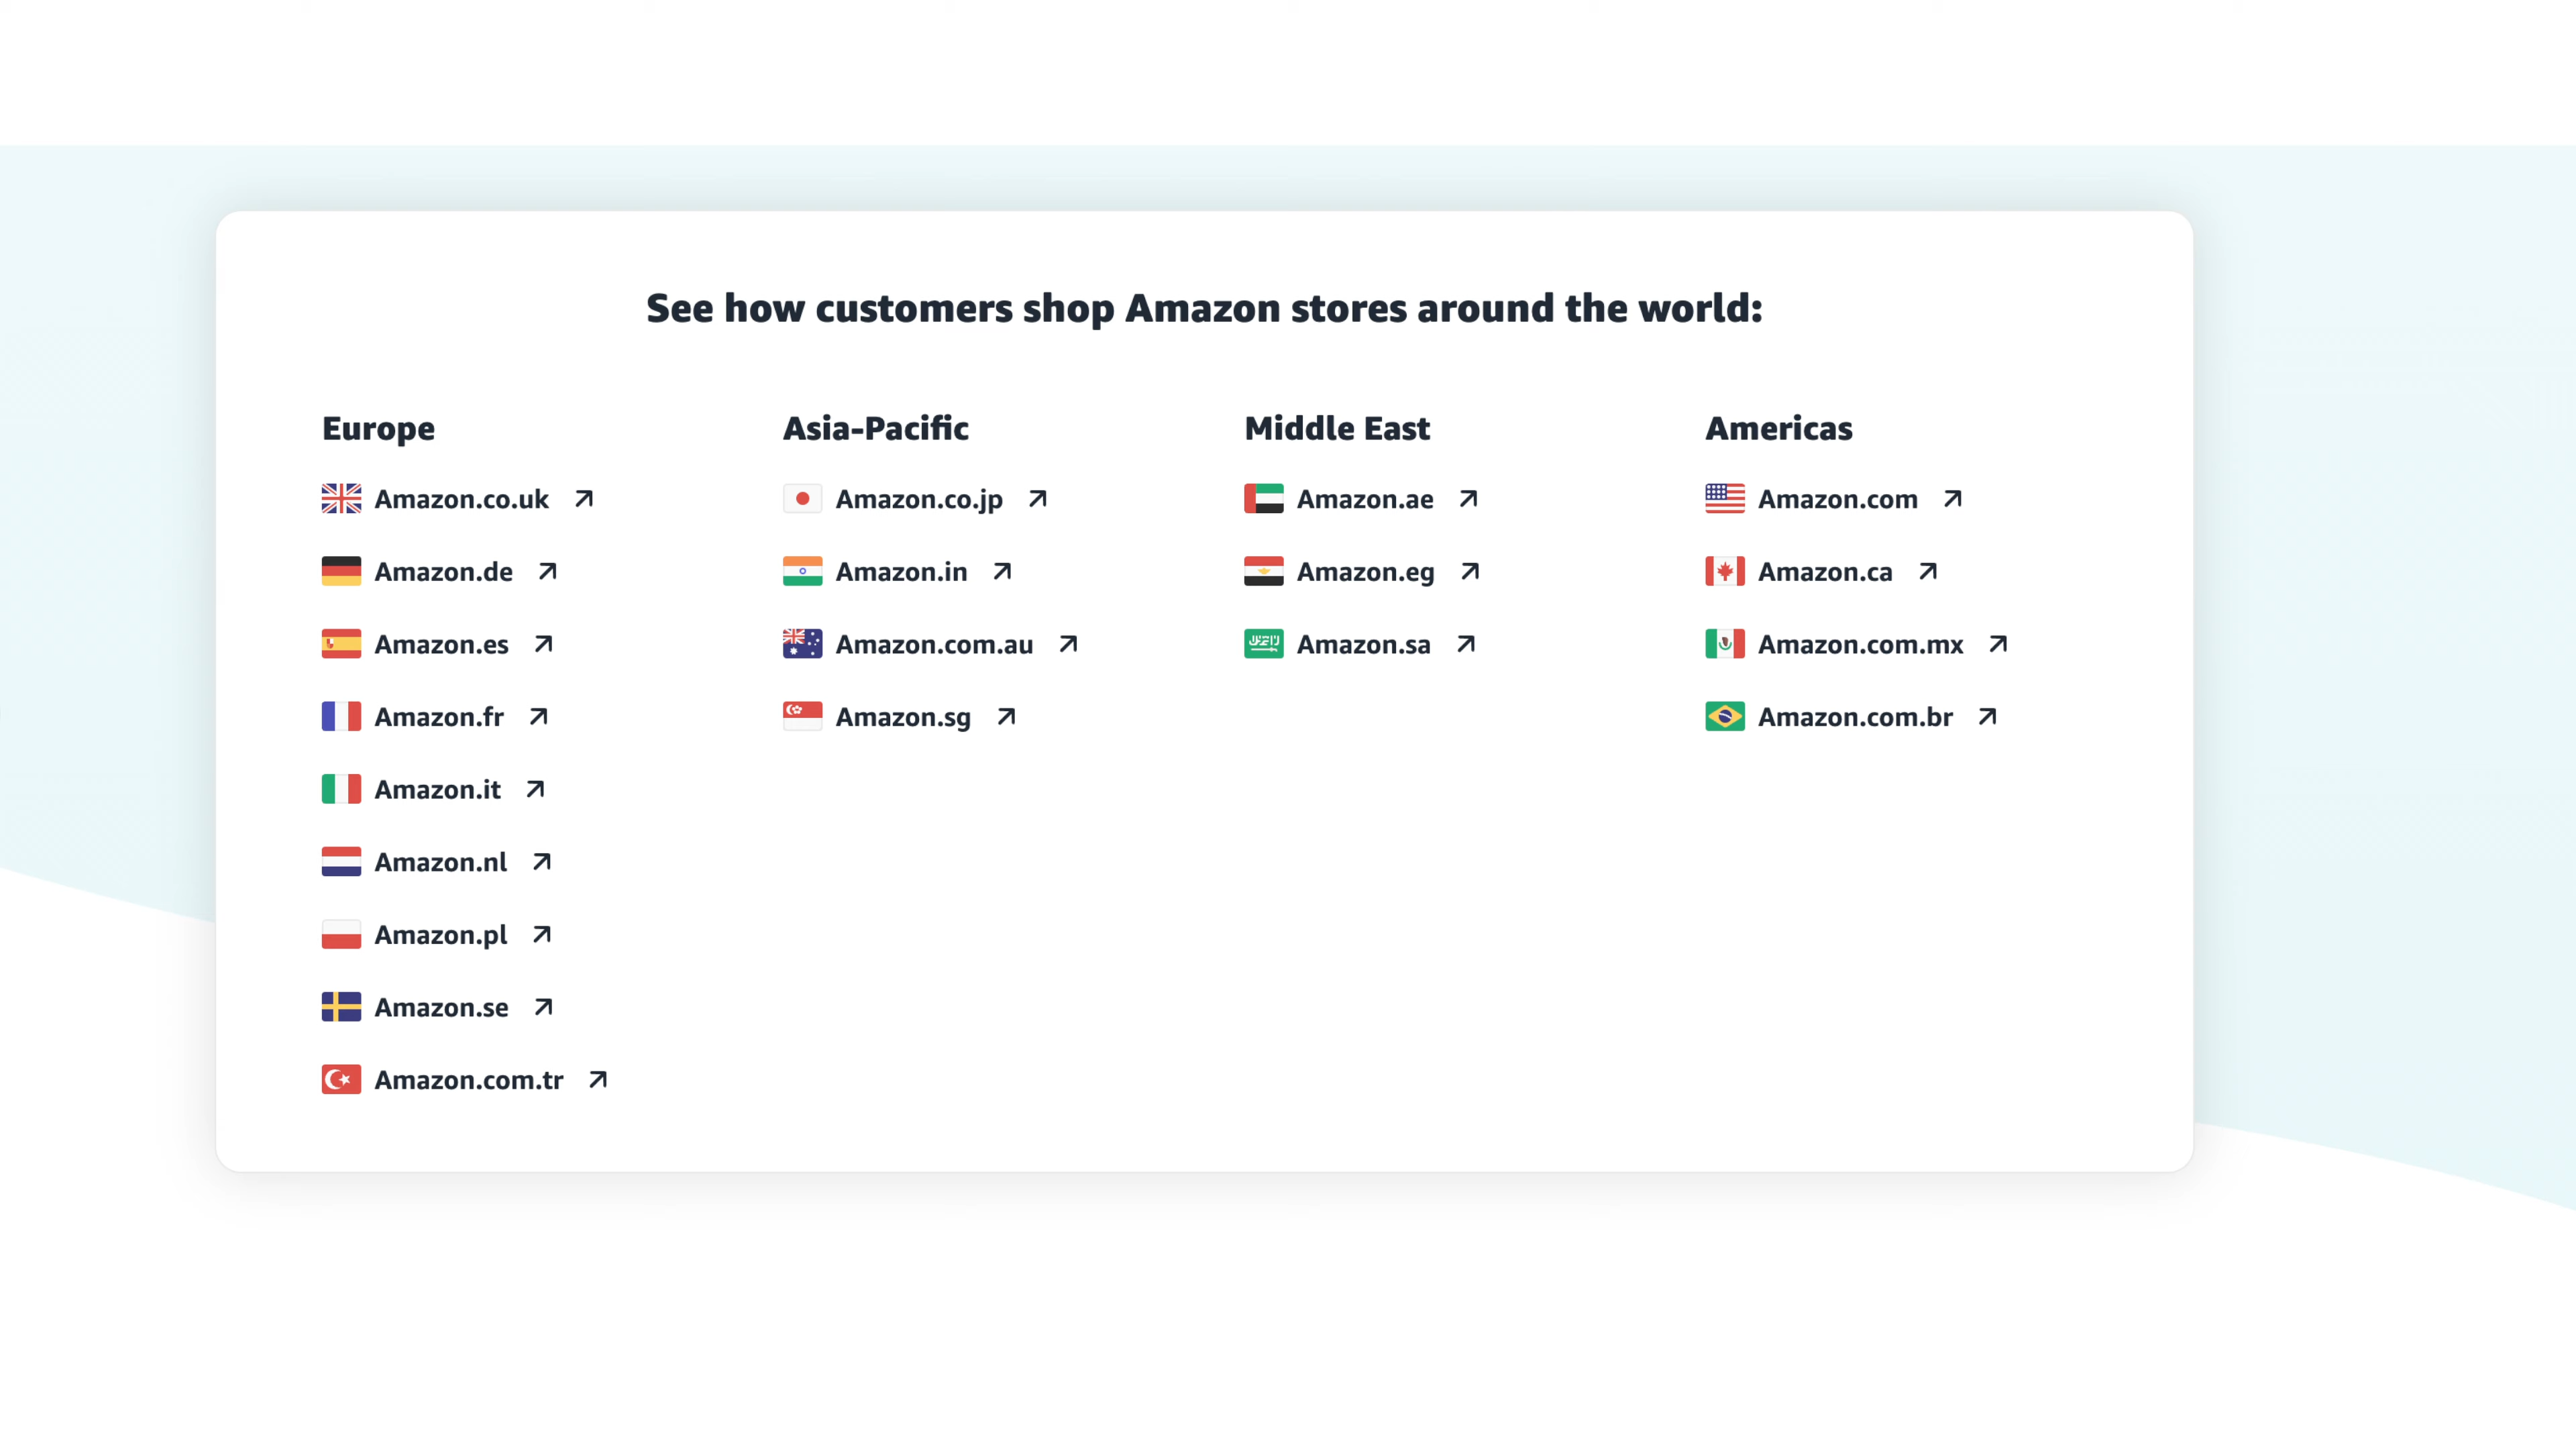 See how customers shop Amazon stores around the world:
Europe
Amazon.co.uk
Amazon.de
Amazon.es
Amazon.fr
Amazon.it
Amazon.nl
Amazon.pl
Amazon.se
Amazon.com.tr
Asia-Pacific
Amazon.co.jp
Amazon.in
Amazon.com.au
Amazon.sg
Middle East
Amazon.ae
Amazon.eg
Amazon.sa
Americas
Amazon.com
Amazon.ca
Amazon.com.mx
Amazon.com.br